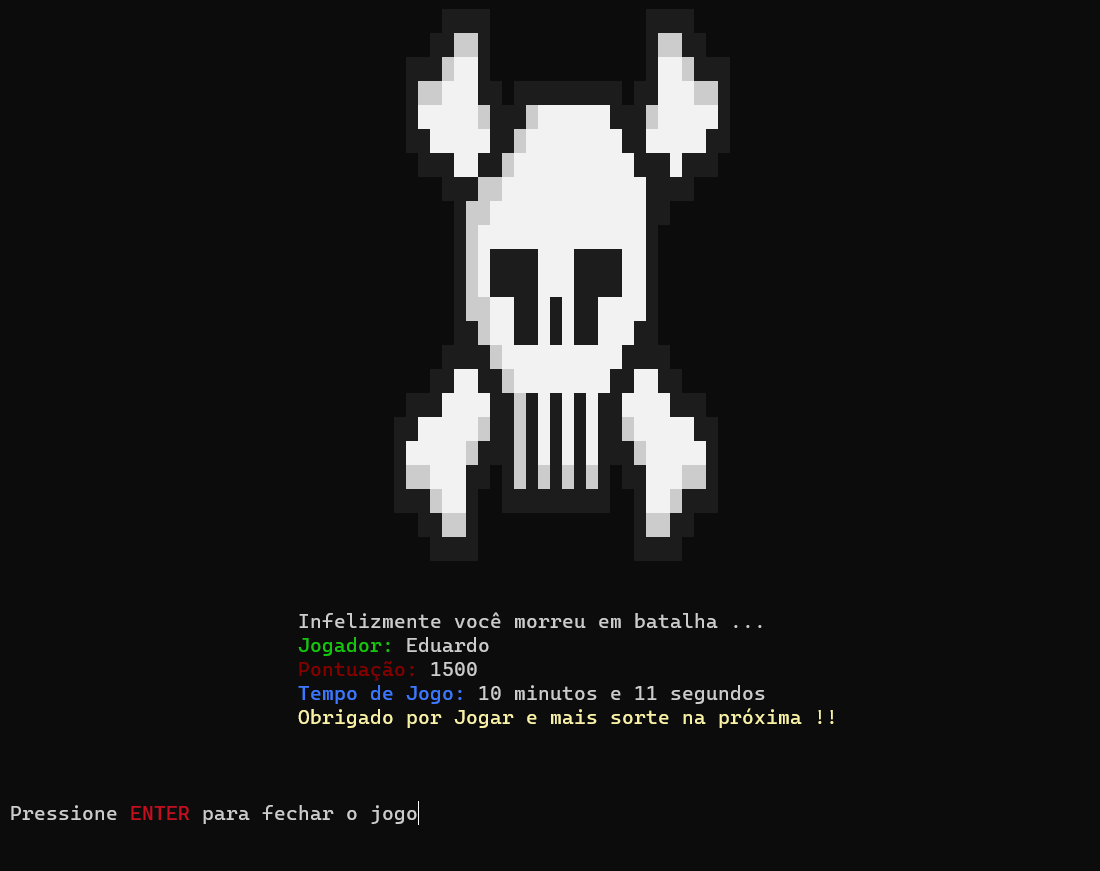 Infelizmente você morreu em batalha ...
Jogador: Eduardo
Pontuação: 1500
Tempo de Jogo: 10 minutos e 11 segundos
Obrigado por Jogar e mais sorte na próxima !!
Pressione ENTER para fechar o jogo